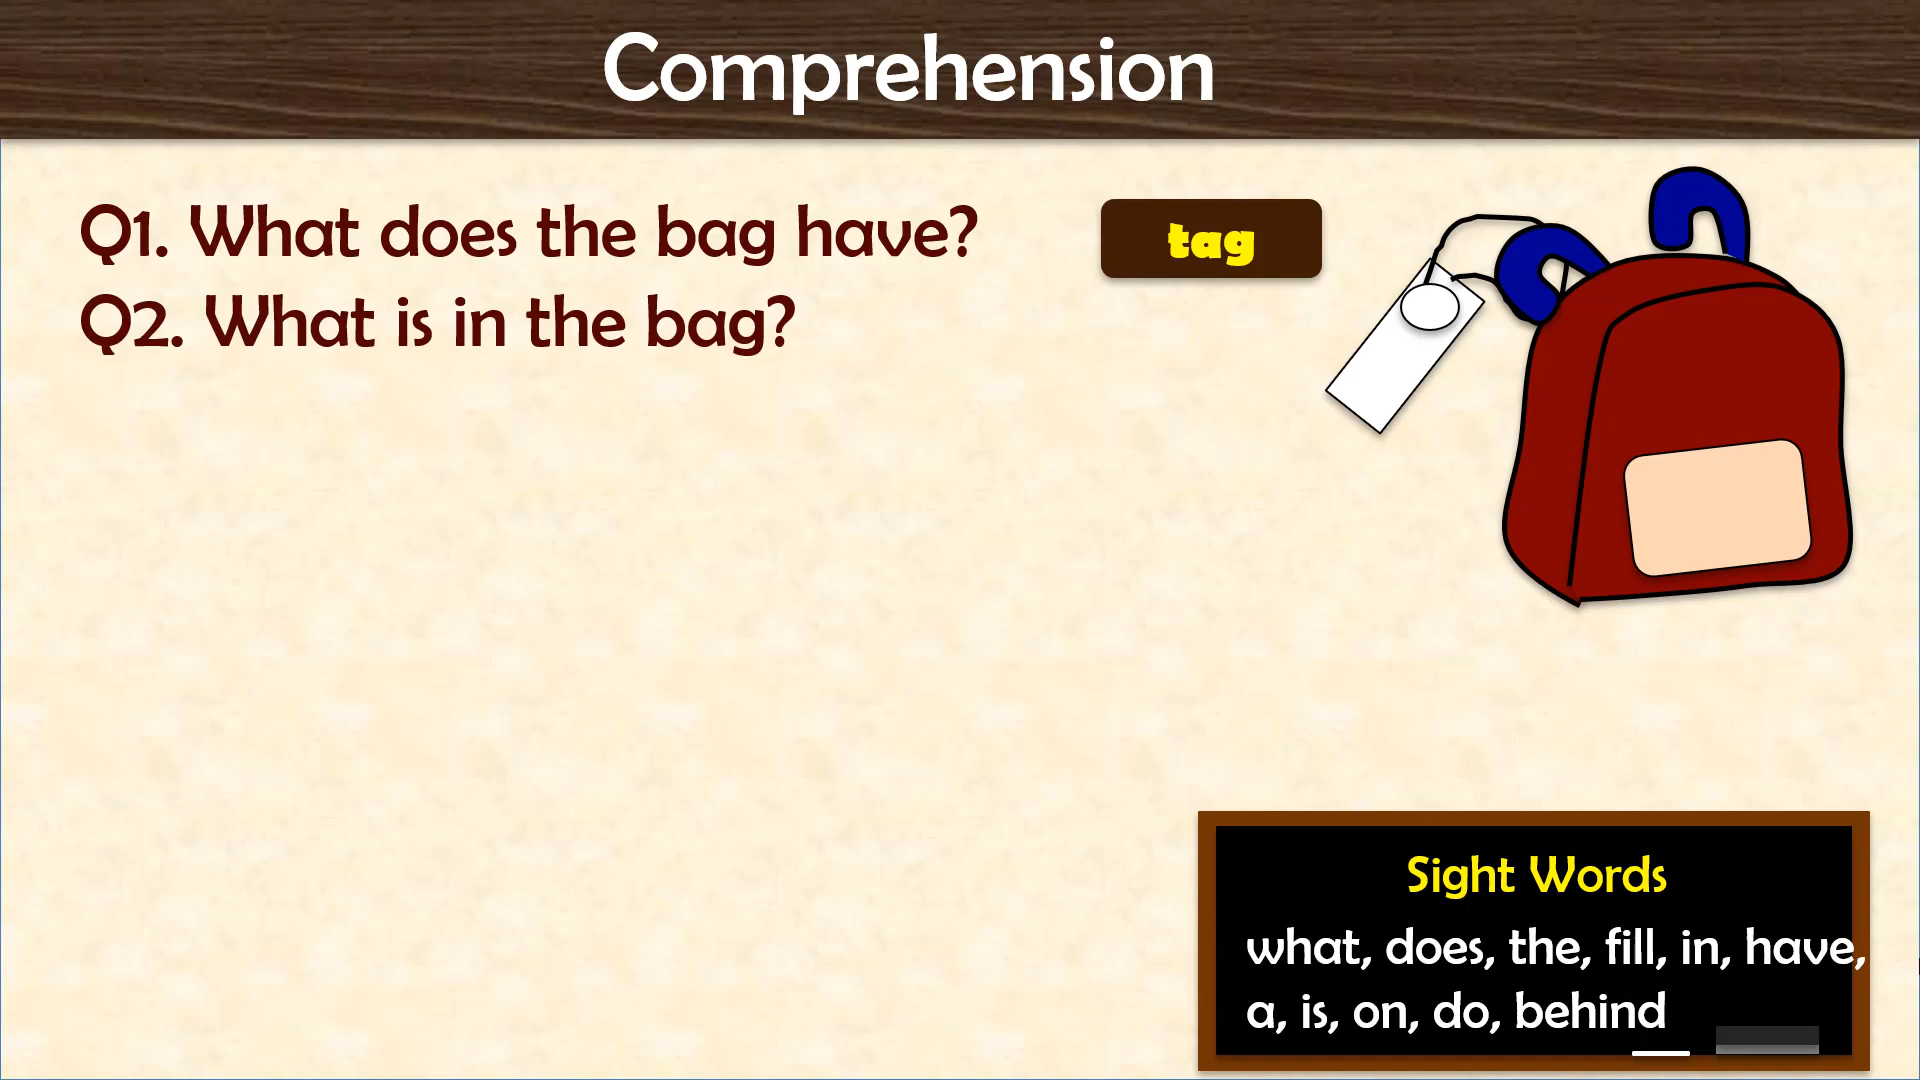 Comprehension
Q1. What does the bag have?
tag
Q2. What is in the bag?
Sight Words
what, does, the, fill, in, have,
a, is, on, do, behind